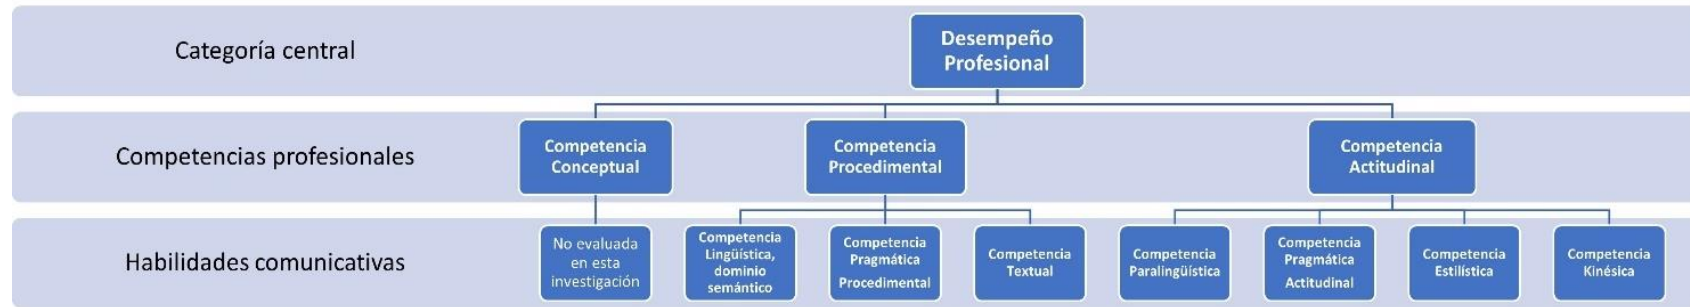 Categoría central
Desempeño
Profesional
Competencias profesionales
Competencia
Conceptual
Competencia
Procedimental
Competencia
Actitudinal
Habilidades comunicativas
No evaluada
en esta
investigación
Competencia
Lingüística,
dominio
semántico
Competencia
Pragmática
Procedimental
Competencia
Textual
Competencia
Paralingüística
Competencia
Pragmática
Actitudinal
Competencia
Estilística
Competencia
Kinésica